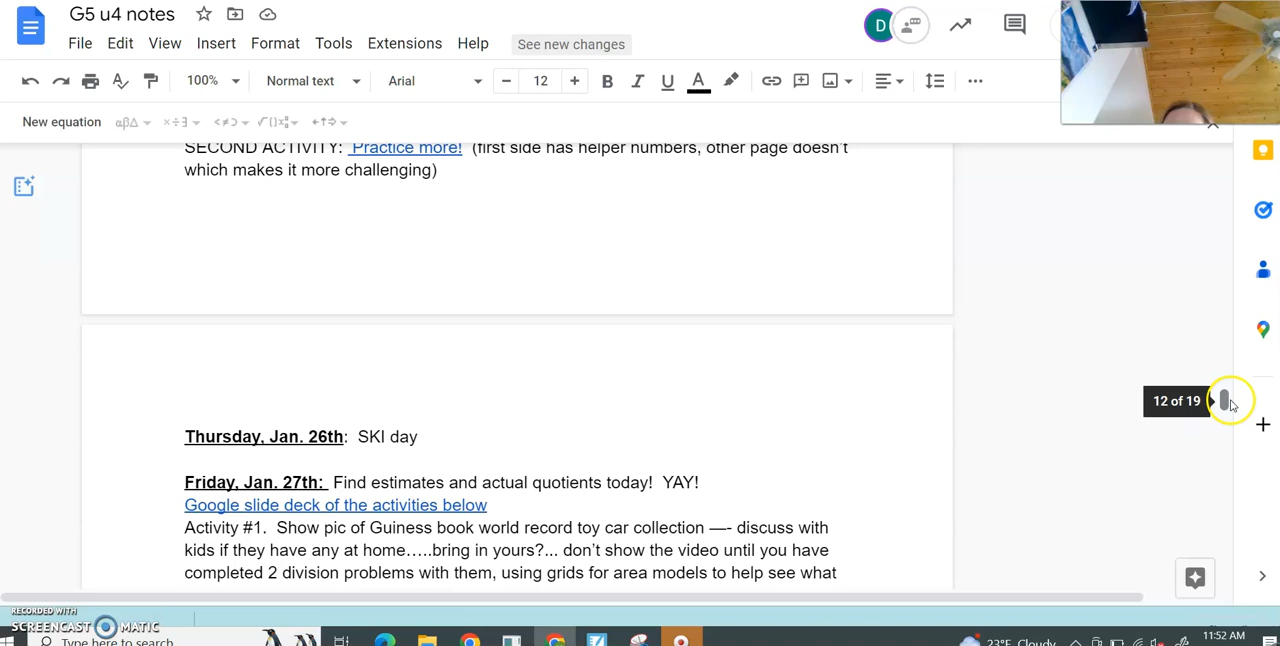 G5 u4 notes
File Edit View Insert Format Tools Extensions Help See new changes
D
100% Normal text Arial 12 B I U A
New equation
SECOND ACTIVITY: Practice more! (first side has helper numbers, other page doesn't
which makes it more challenging)
12 of 19
Thursday, Jan. 26th: SKI day
Friday, Jan. 27th: Find estimates and actual quotients today! YAY!
Google slide deck of the activities below
Activity #1. Show pic of Guiness book world record toy car collection —- discuss with
kids if they have any at home…..bring in yours?... don't show the video until you have
completed 2 division problems with them, using grids for area models to help see what
RECORDED WITH
SCREENCAST MATIC
Type here to search
23°F Cloudy
11:52 AM